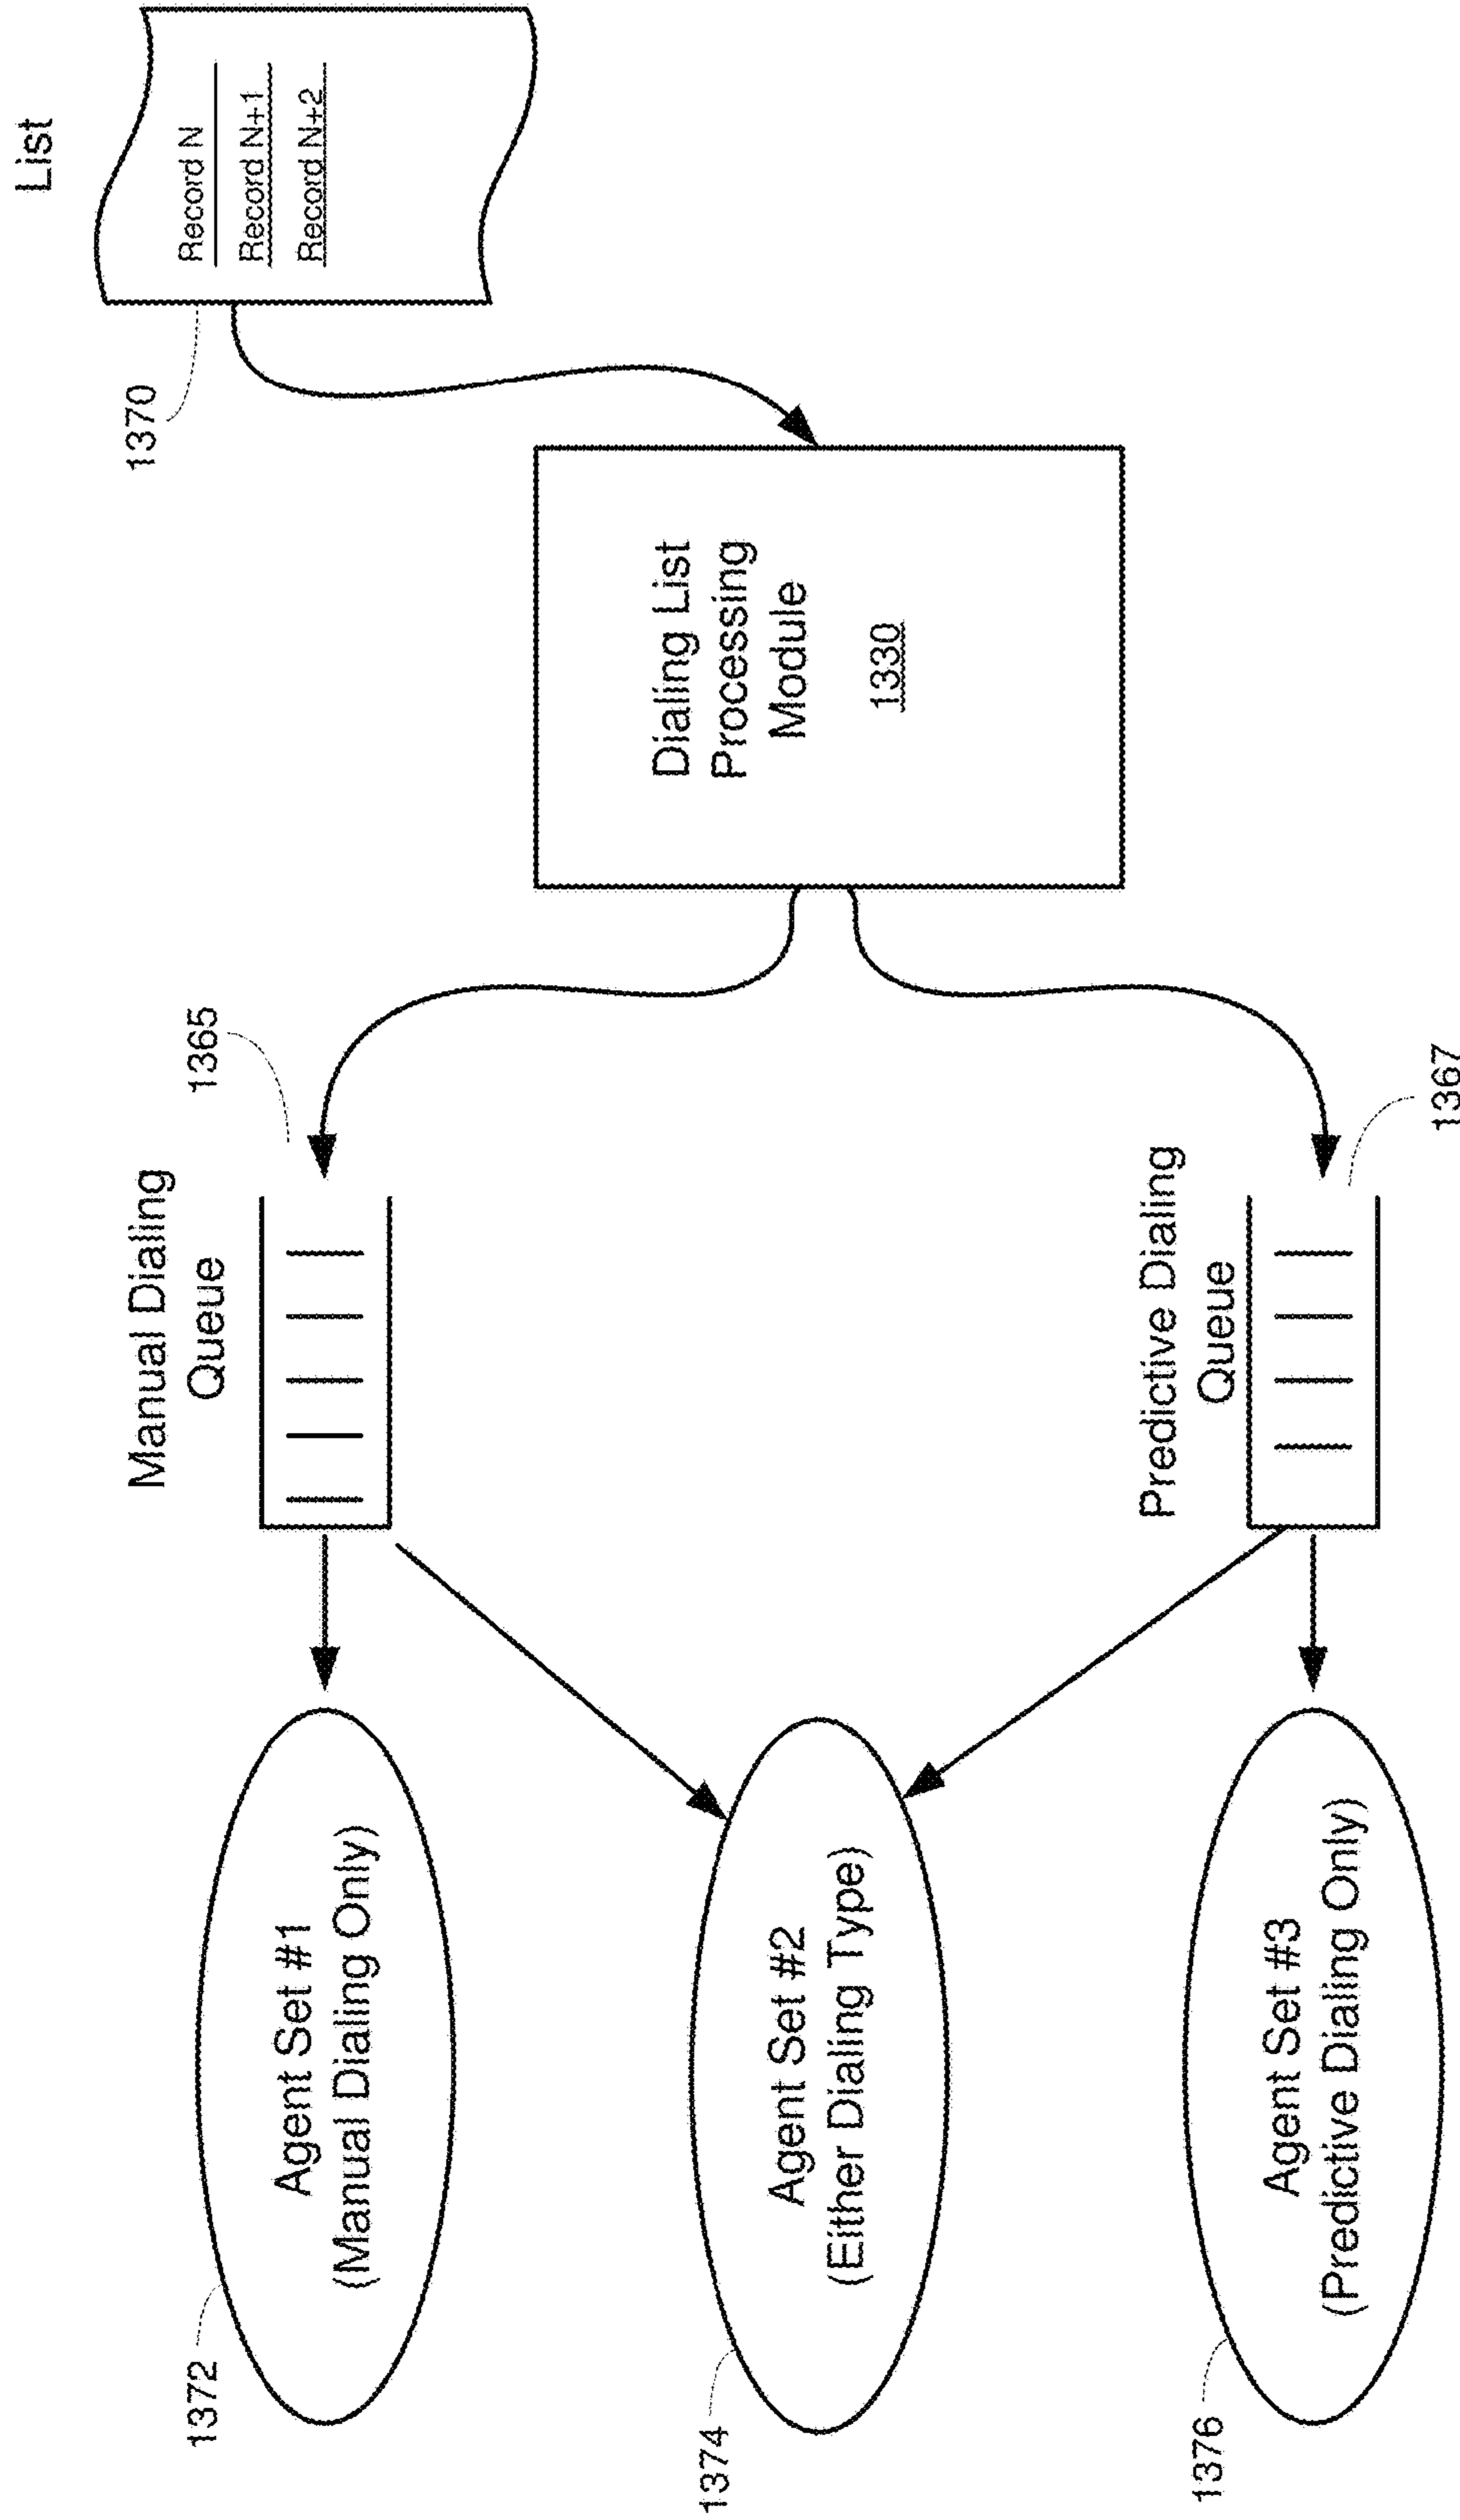 List
Record N
Record N+1
Record N+2
1370
Dialing List
Processing
Module
1330
1365
Manual Dialing
Queue
Predictive Dialing
Queue
1367
Agent Set #1
(Manual Dialing Only)
1372
Agent Set #2
(Either Dialing Type)
1374
Agent Set #3
(Predictive Dialing Only)
1376